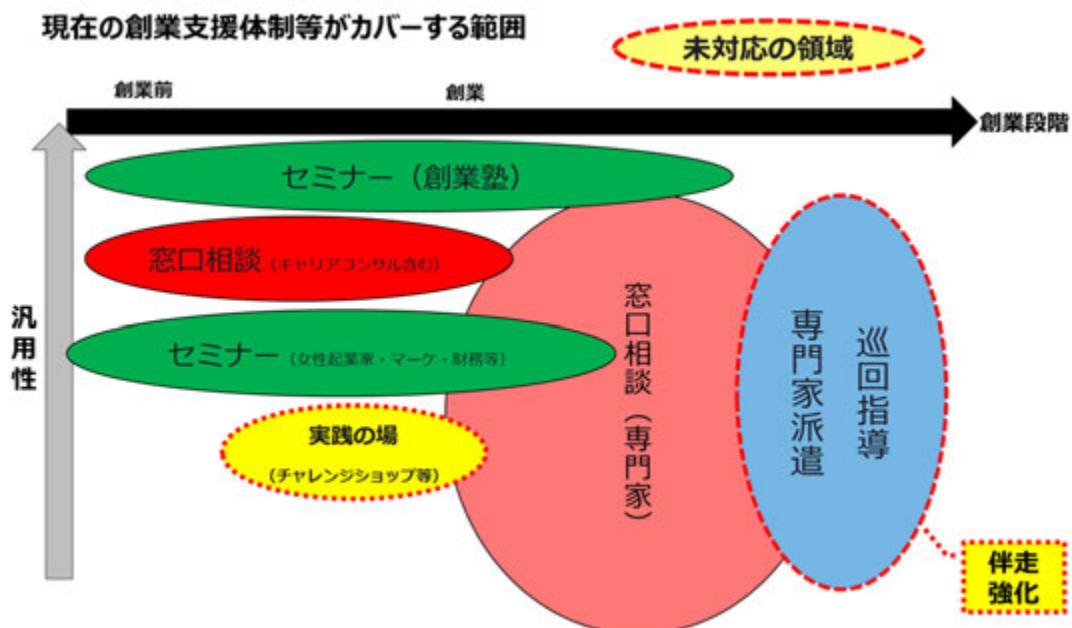 現在の創業支援体制等がカバーする範囲
未対応の領域
創業前
創業
創業段階
セミナー（創業塾）
窓口相談（キャリアコンサル含む）
汎用性
セミナー（女性起業家・マーケ・財務等）
実践の場
（チャレンジショップ等）
窓口相談（専門家）
巡回指導
専門家派遣
伴走
強化